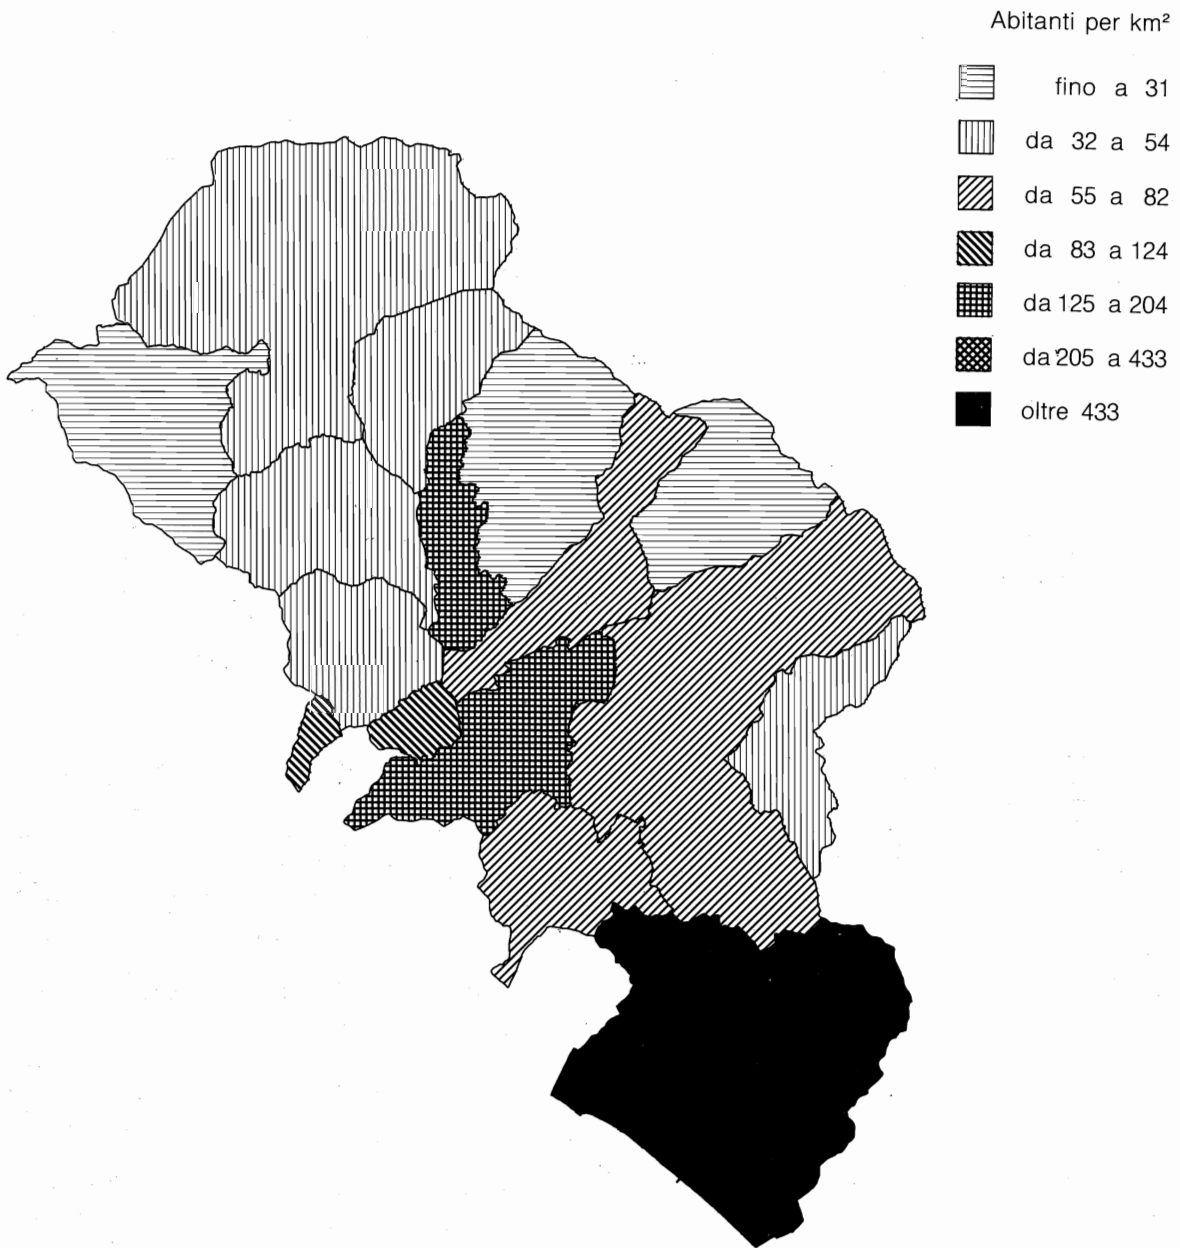 Abitanti per km²
fino a 31
da 32 a 54
da 55 a 82
da 83 a 124
da 125 a 204
da 205 a 433
oltre 433